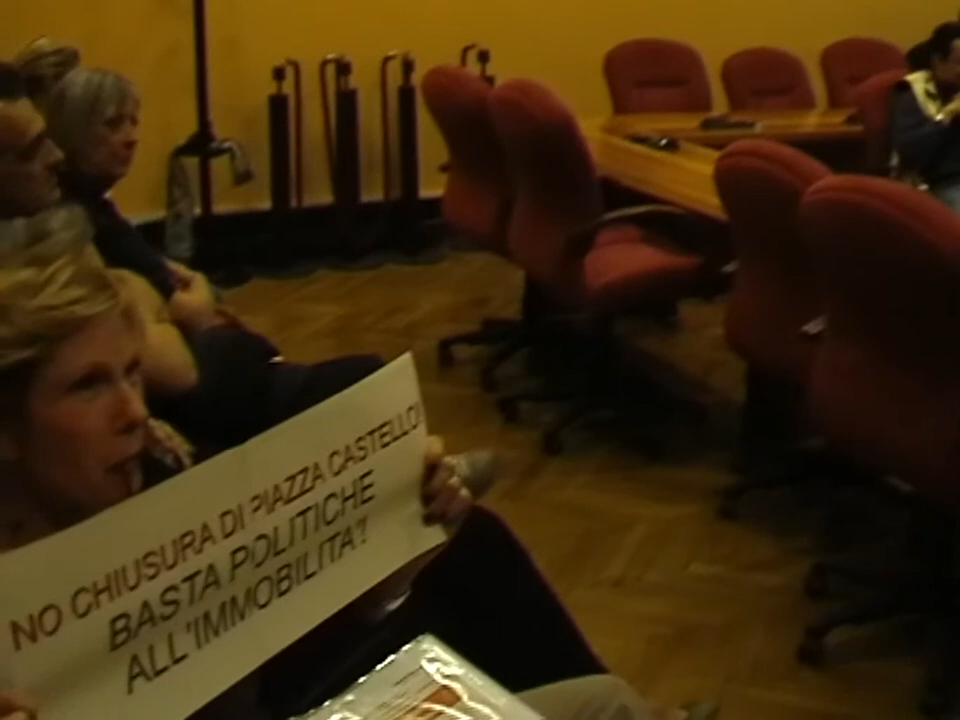 NO CHIUSURA DI PIAZZA CASTELLO!
BASTA POLITICHE
ALL'IMMOBILITA'!